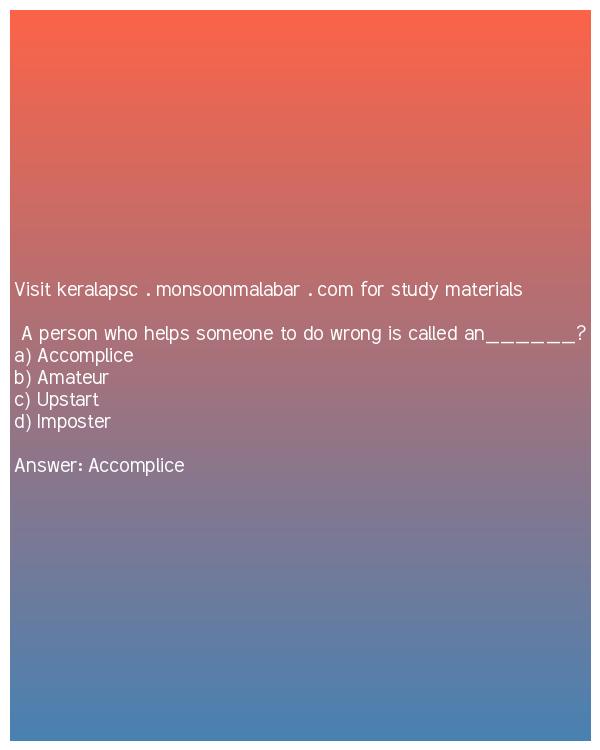 Visit keralapsc . monsoonmalabar . com for study materials
A person who helps someone to do wrong is called an______?
a) Accomplice
b) Amateur
c) Upstart
d) Imposter
Answer: Accomplice